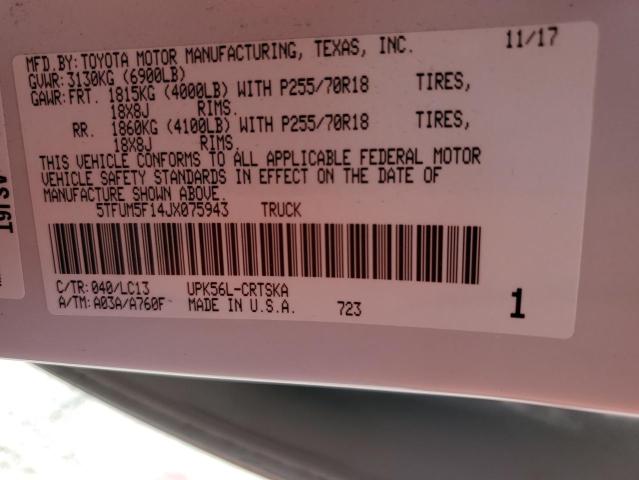 MFD.BY: TOYOTA MOTOR MANUFACTURING, TEXAS, INC. 11/17
GVWR: 3130KG (6900LB)
GAWR: FRT. 1815KG (4000LB) WITH P255/70R18 TIRES,
18X8J RIMS.
RR. 1860KG (4100LB) WITH P255/70R18 TIRES,
18X8J RIMS.
THIS VEHICLE CONFORMS TO ALL APPLICABLE FEDERAL MOTOR
VEHICLE SAFETY STANDARDS IN EFFECT ON THE DATE OF
MANUFACTURE SHOWN ABOVE.
5TFUM5F14JX075943 TRUCK
C/TR: 040/LC13 UPK56L-CRTSKA
A/TM: A03A/A760F MADE IN U.S.A. 723 1